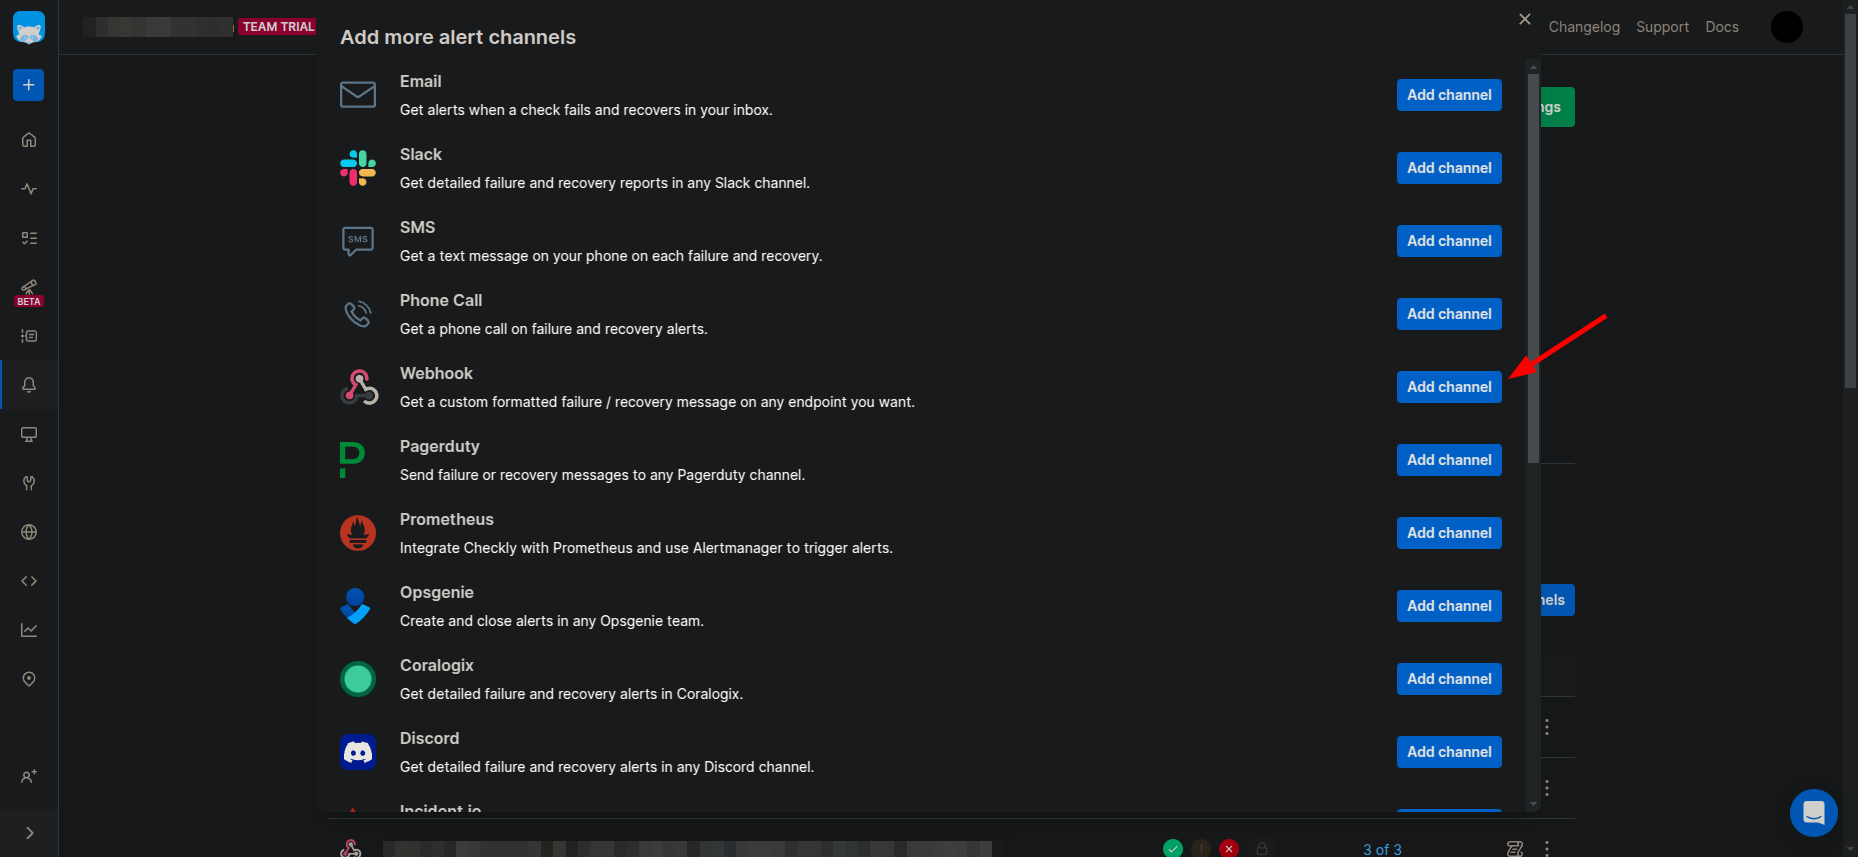 TEAM TRIAL
Changelog
Support
Docs
Add more alert channels
Email
Get alerts when a check fails and recovers in your inbox.
Add channel
ngs
Slack
Get detailed failure and recovery reports in any Slack channel.
Add channel
SMS
SMS
Get a text message on your phone on each failure and recovery.
Add channel
BETA
Phone Call
Get a phone call on failure and recovery alerts.
Add channel
Webhook
Get a custom formatted failure / recovery message on any endpoint you want.
Add channel
Pagerduty
Send failure or recovery messages to any Pagerduty channel.
Add channel
Prometheus
Integrate Checkly with Prometheus and use Alertmanager to trigger alerts.
Add channel
Opsgenie
Create and close alerts in any Opsgenie team.
Add channel
nels
Coralogix
Get detailed failure and recovery alerts in Coralogix.
Add channel
Discord
Get detailed failure and recovery alerts in any Discord channel.
Add channel
Incident.io
3 of 3